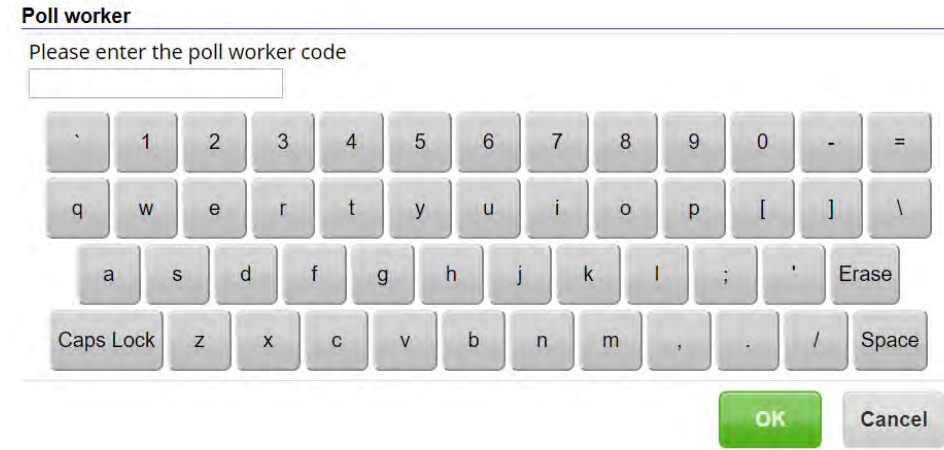 Poll worker
Please enter the poll worker code
` 1 2 3 4 5 6 7 8 9 0 - =
q w e r t y u i o p [ ] \
a s d f g h j k l ; ' Erase
Caps Lock z x c v b n m , . / Space
OK Cancel